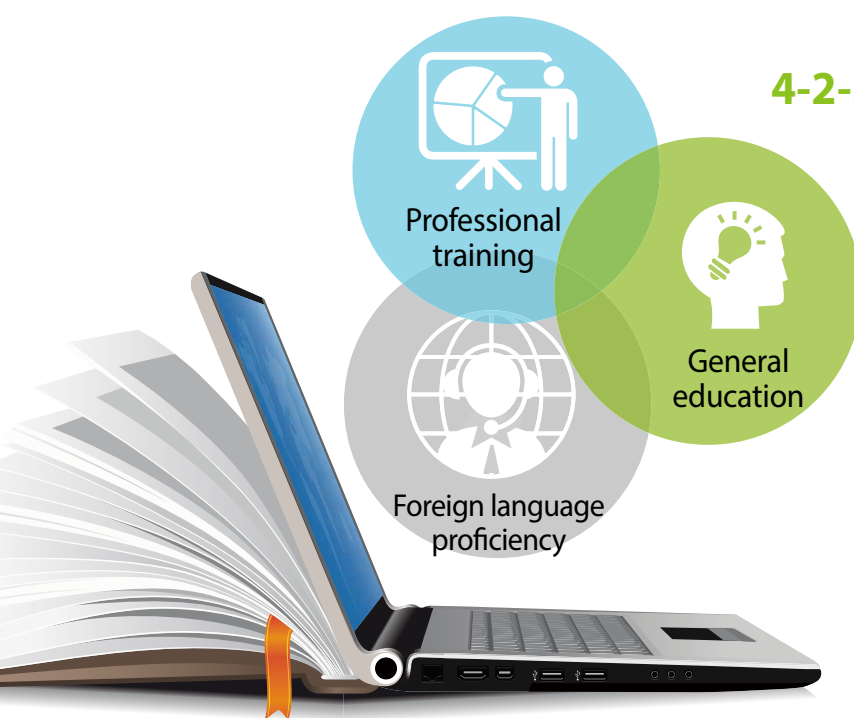 4-2-
Professional
training
General
education
Foreign language
proficiency